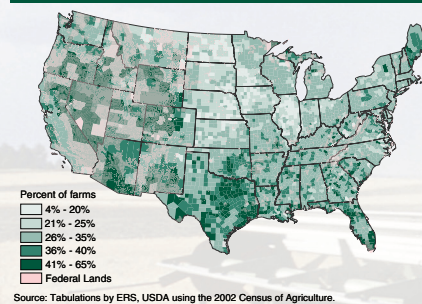 Percent of farms
4% - 20%
21% - 25%
26% - 35%
36% - 40%
41% - 65%
Federal Lands
Source: Tabulations by ERS, USDA using the 2002 Census of Agriculture.